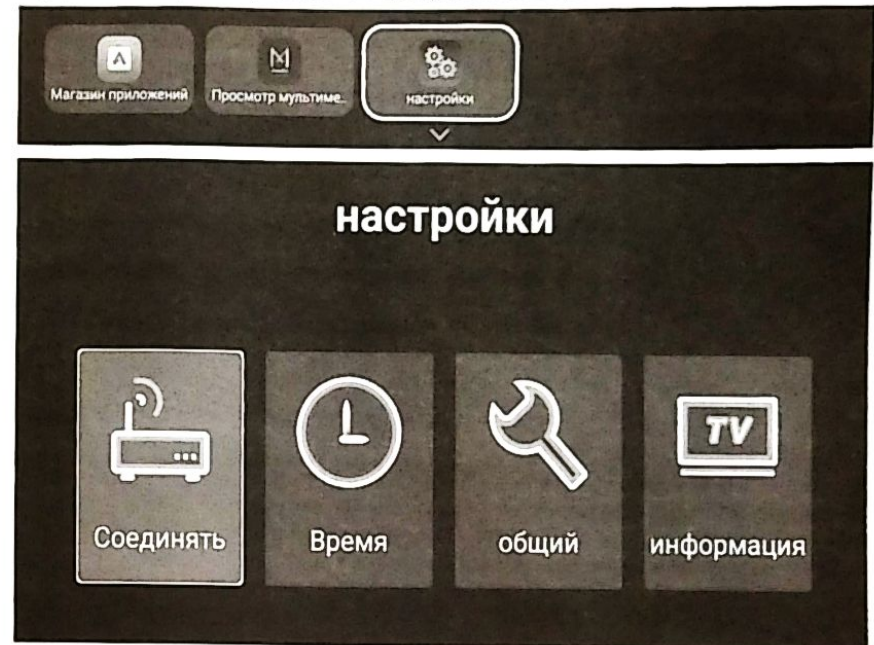 Магазин приложений
Просмотр мультиме..
настройки
настройки
Соединять
Время
общий
TV
информация